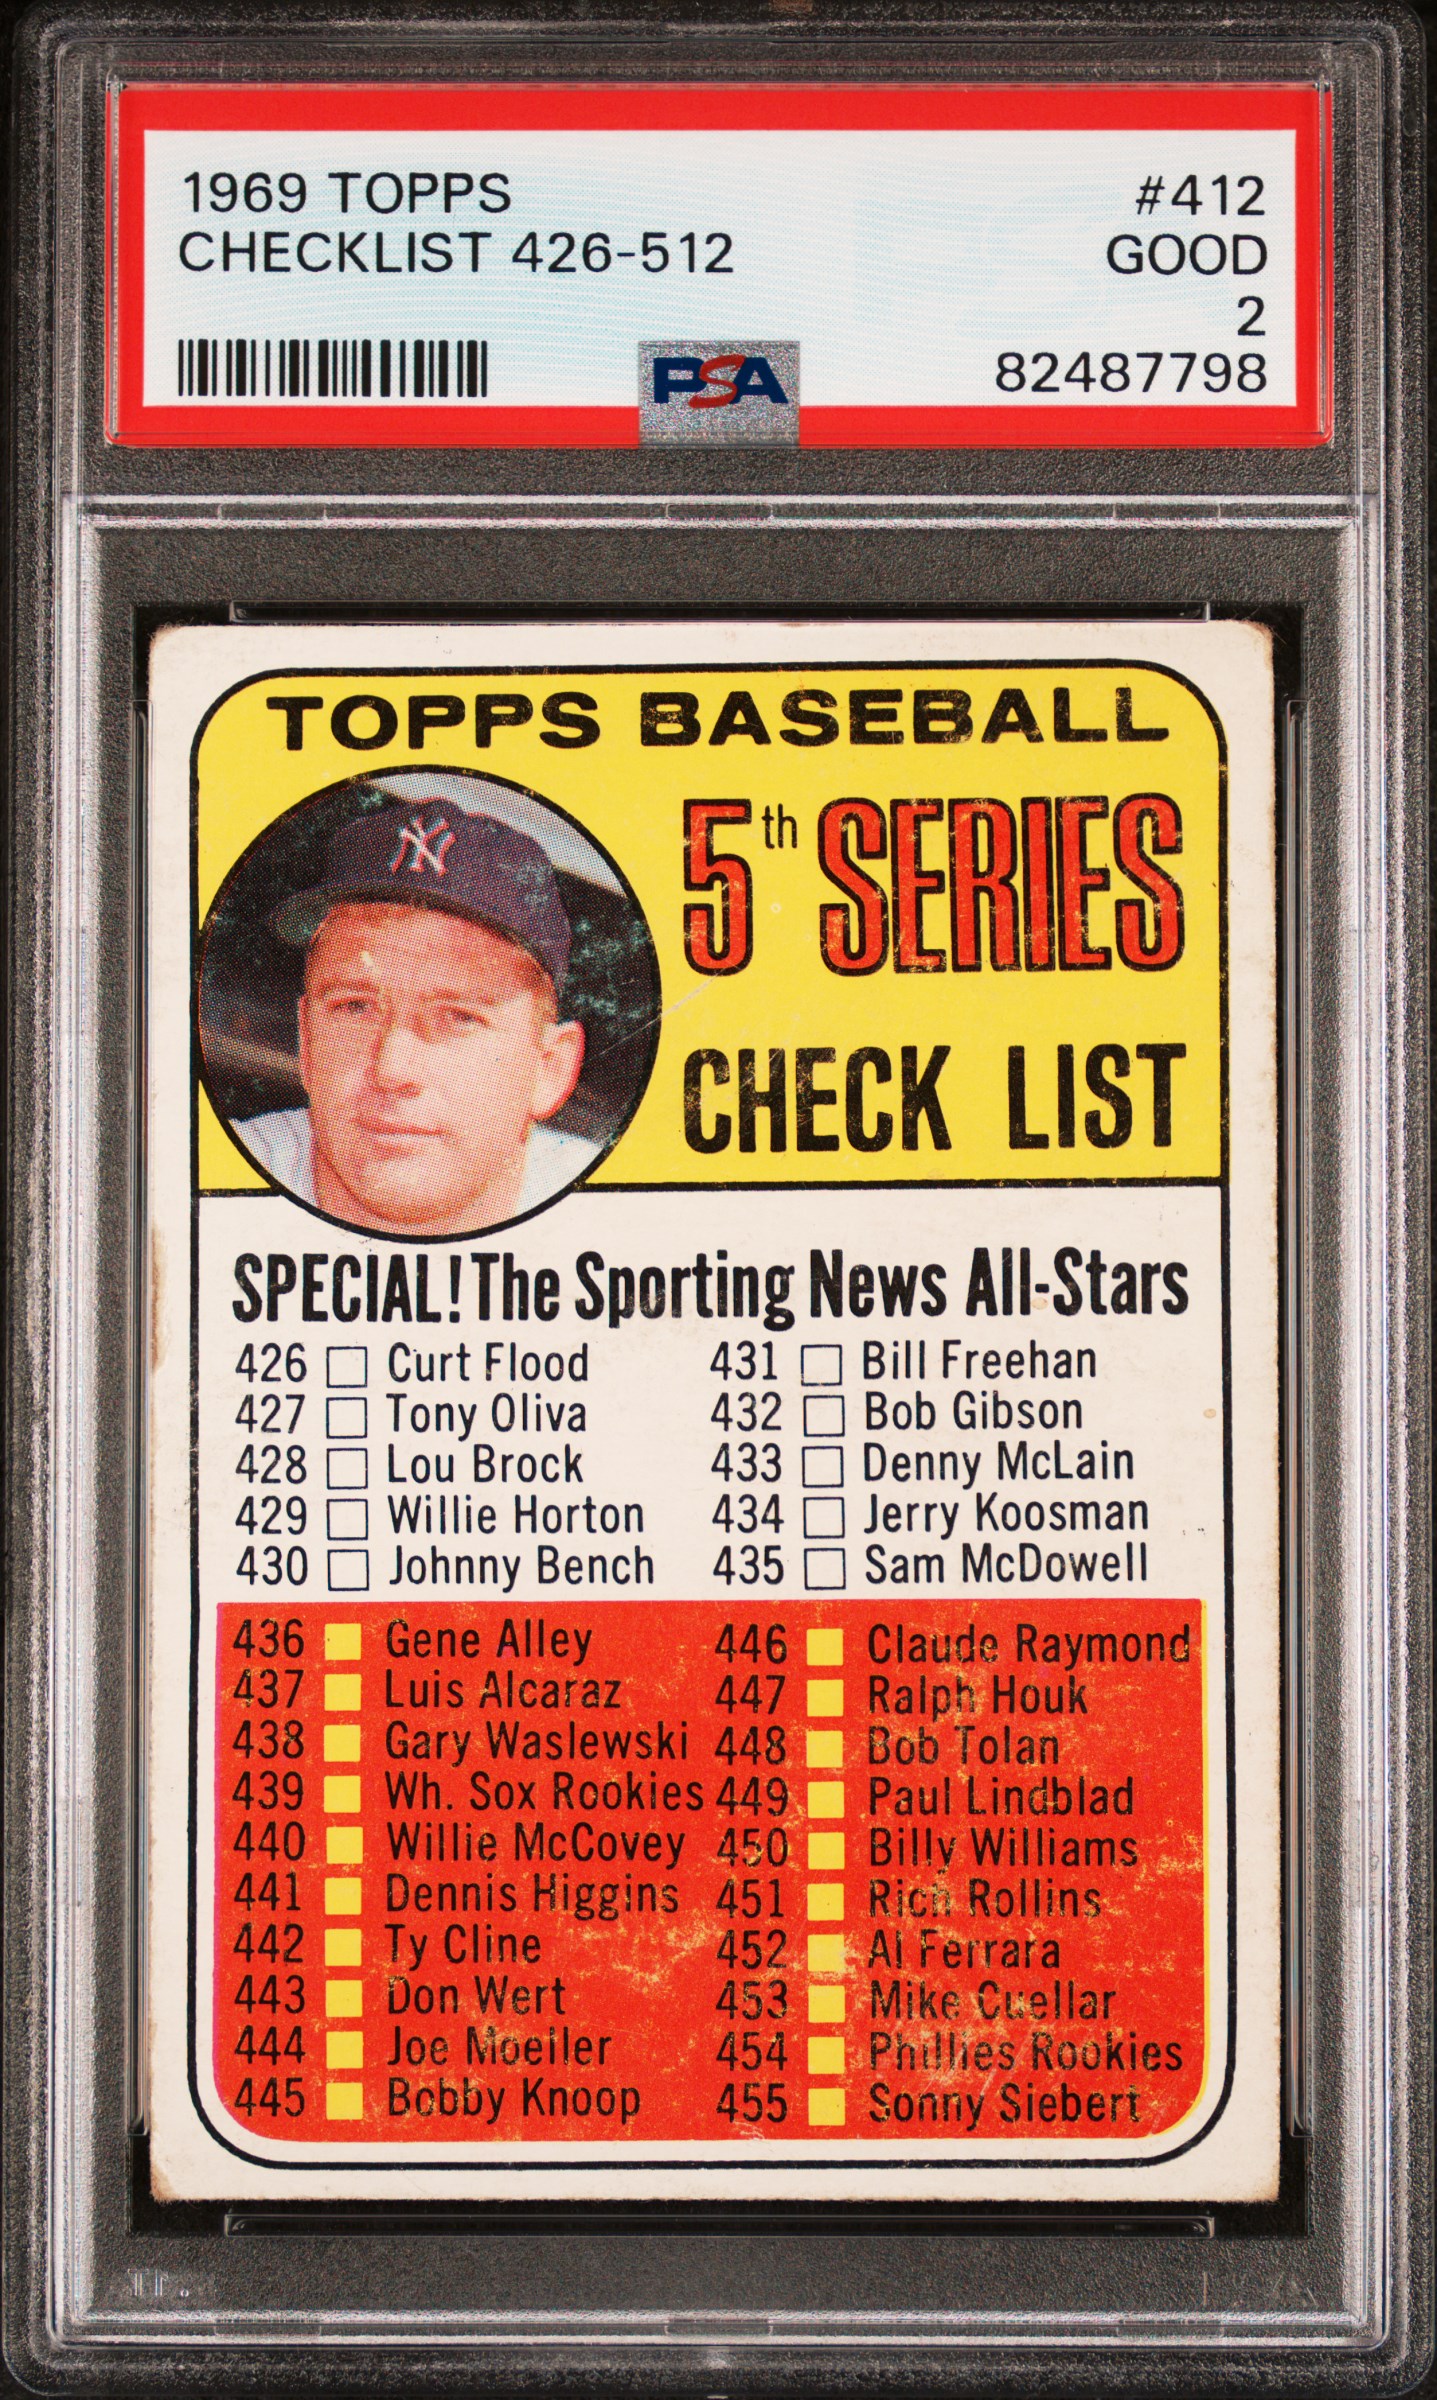 1969 TOPPS #412
CHECKLIST 426-512 GOOD
2
PSA 82487798
NY
TOPPS BASEBALL
5th SERIES
CHECK LIST
SPECIAL! The Sporting News All-Stars
426 Curt Flood 431 Bill Freehan
427 Tony Oliva 432 Bob Gibson
428 Lou Brock 433 Denny McLain
429 Willie Horton 434 Jerry Koosman
430 Johnny Bench 435 Sam McDowell
436 Gene Alley 446 Claude Raymond
437 Luis Alcaraz 447 Ralph Houk
438 Gary Waslewski 448 Bob Tolan
439 Wh. Sox Rookies 449 Paul Lindblad
440 Willie McCovey 450 Billy Williams
441 Dennis Higgins 451 Rich Rollins
442 Ty Cline 452 Al Ferrara
443 Don Wert 453 Mike Cuellar
444 Joe Moeller 454 Phillies Rookies
445 Bobby Knoop 455 Sonny Siebert